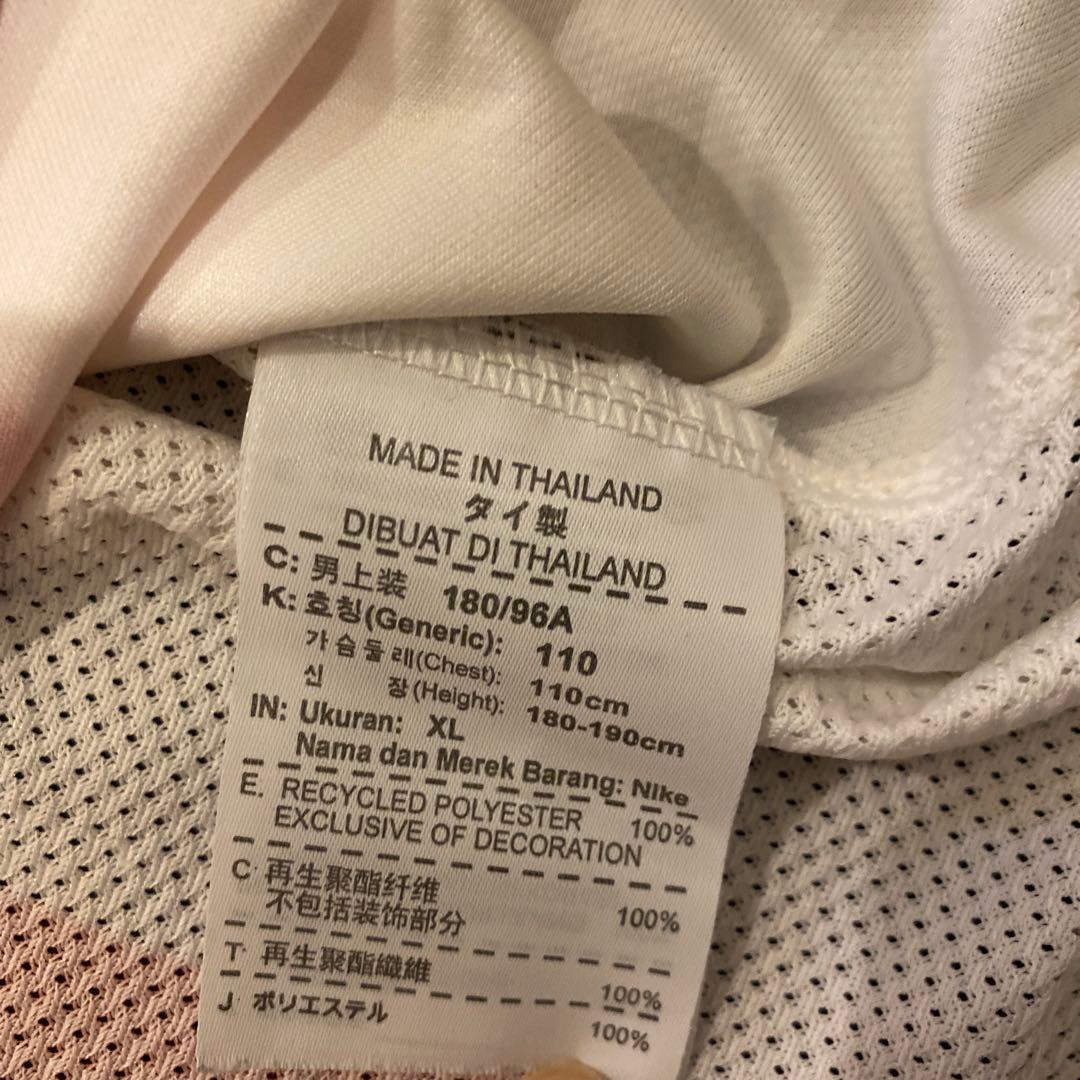 MADE IN THAILAND
タイ製
DIBUAT DI THAILAND
C: 男上装 180/96A
K: 호칭(Generic): 110
가슴둘레(Chest): 110cm
신 장(Height): 180-190cm
IN: Ukuran: XL
Nama dan Merek Barang: Nike
E. RECYCLED POLYESTER 100%
EXCLUSIVE OF DECORATION
C 再生聚酯纤维 100%
不包括装饰部分
T 再生聚酯纖維 100%
J ポリエステル 100%